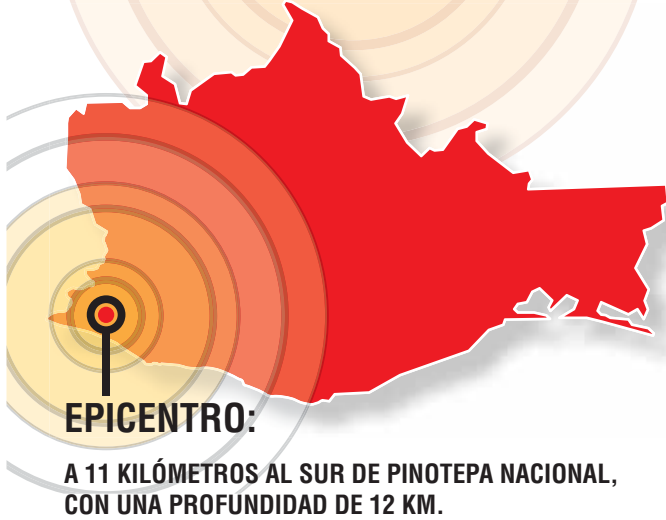 EPICENTRO:
A 11 KILÓMETROS AL SUR DE PINOTEPA NACIONAL,
CON UNA PROFUNDIDAD DE 12 KM.